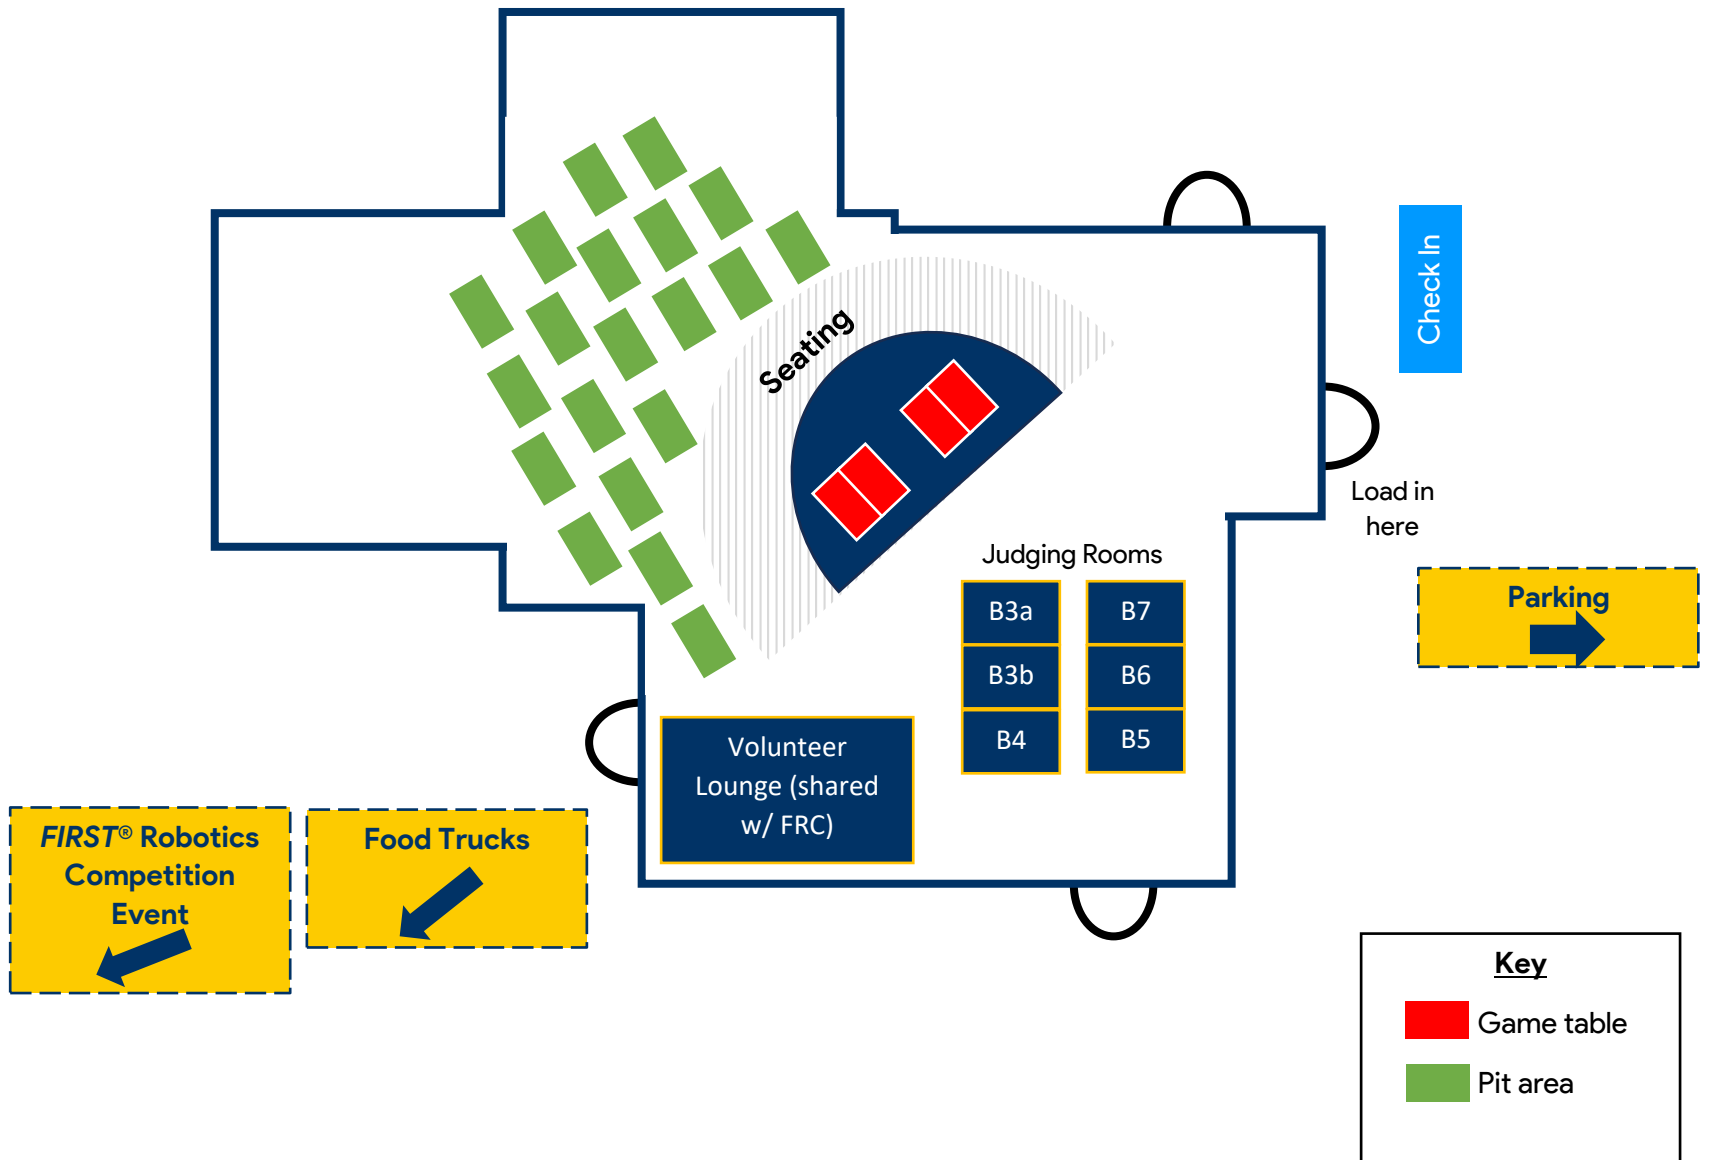 Check In
Seating
Load in
here
Judging Rooms
B3a
B7
B3b
B6
B4
B5
Parking
Volunteer
Lounge (shared
w/ FRC)
FIRST® Robotics
Competition
Event
Food Trucks
Key
Game table
Pit area